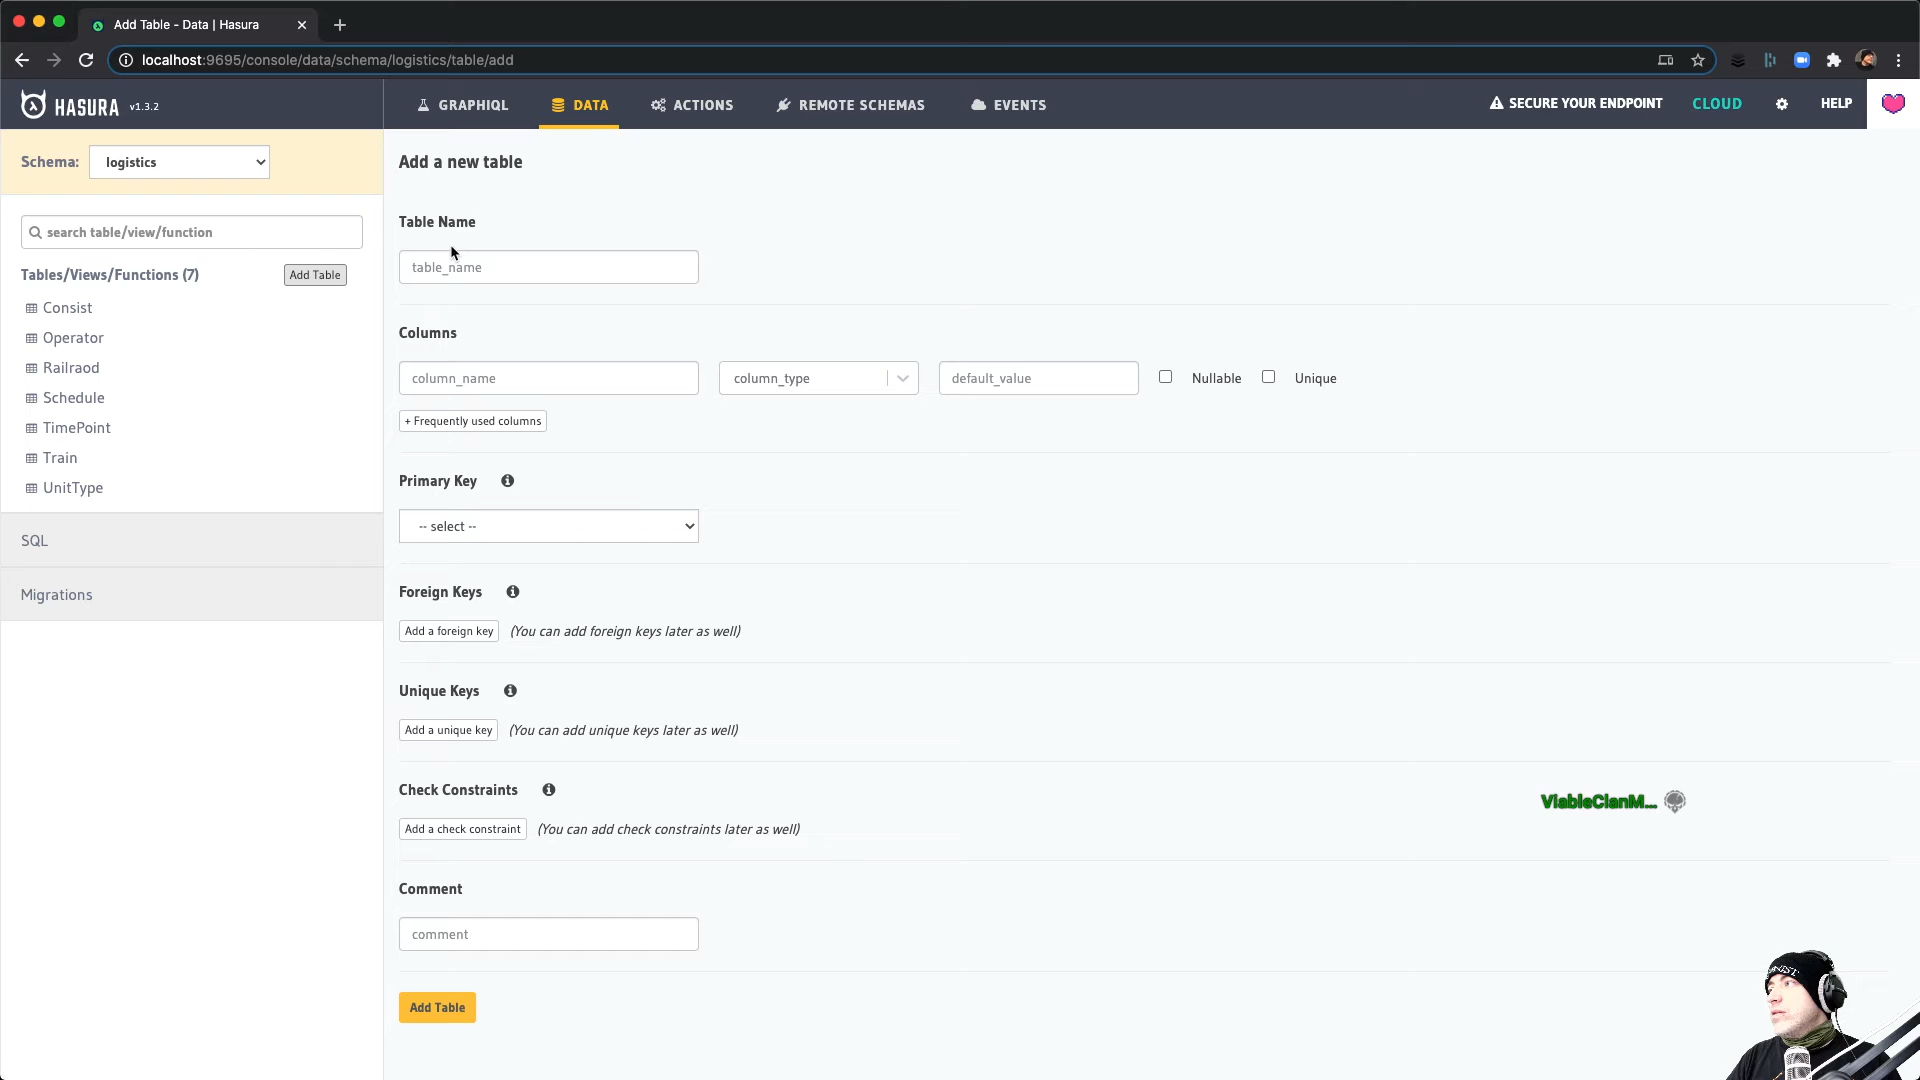 Add Table - Data | Hasura
localhost:9695/console/data/schema/logistics/table/add
HASURA v1.3.2
GRAPHIQL
DATA
ACTIONS
REMOTE SCHEMAS
EVENTS
SECURE YOUR ENDPOINT
CLOUD
HELP
Schema: logistics
search table/view/function
Tables/Views/Functions (7)
Add Table
Consist
Operator
Railraod
Schedule
TimePoint
Train
UnitType
SQL
Migrations
Add a new table
Table Name
table_name
Columns
column_name column_type default_value Nullable Unique
+ Frequently used columns
Primary Key
-- select --
Foreign Keys
Add a foreign key (You can add foreign keys later as well)
Unique Keys
Add a unique key (You can add unique keys later as well)
Check Constraints
Add a check constraint (You can add check constraints later as well)
Comment
comment
Add Table
ViableClanM...